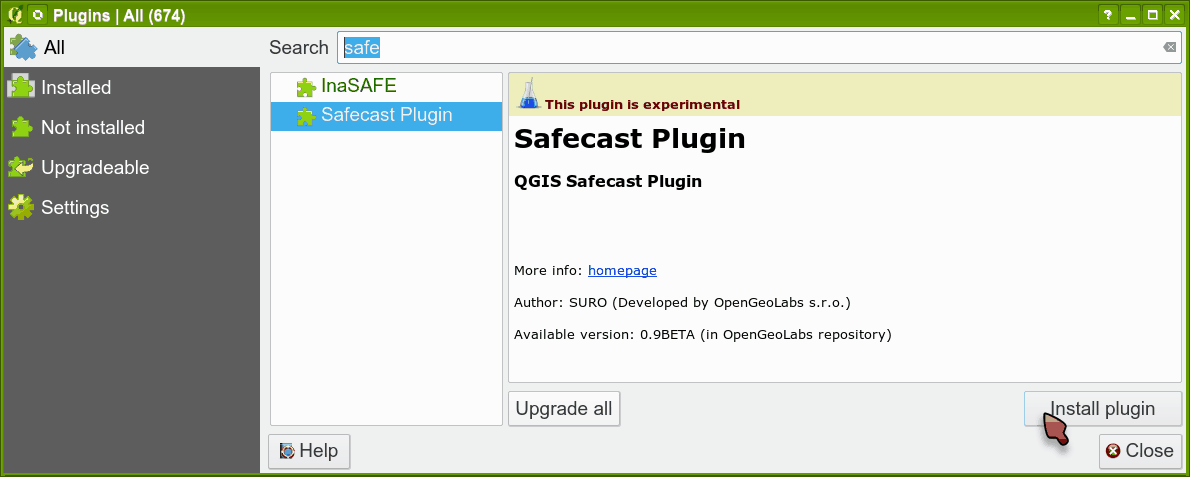 Plugins | All (674)
All
Installed
Not installed
Upgradeable
Settings
Search safe
InaSAFE
Safecast Plugin
This plugin is experimental
Safecast Plugin
QGIS Safecast Plugin
More info: homepage
Author: SURO (Developed by OpenGeoLabs s.r.o.)
Available version: 0.9BETA (in OpenGeoLabs repository)
Upgrade all
Install plugin
Help
Close